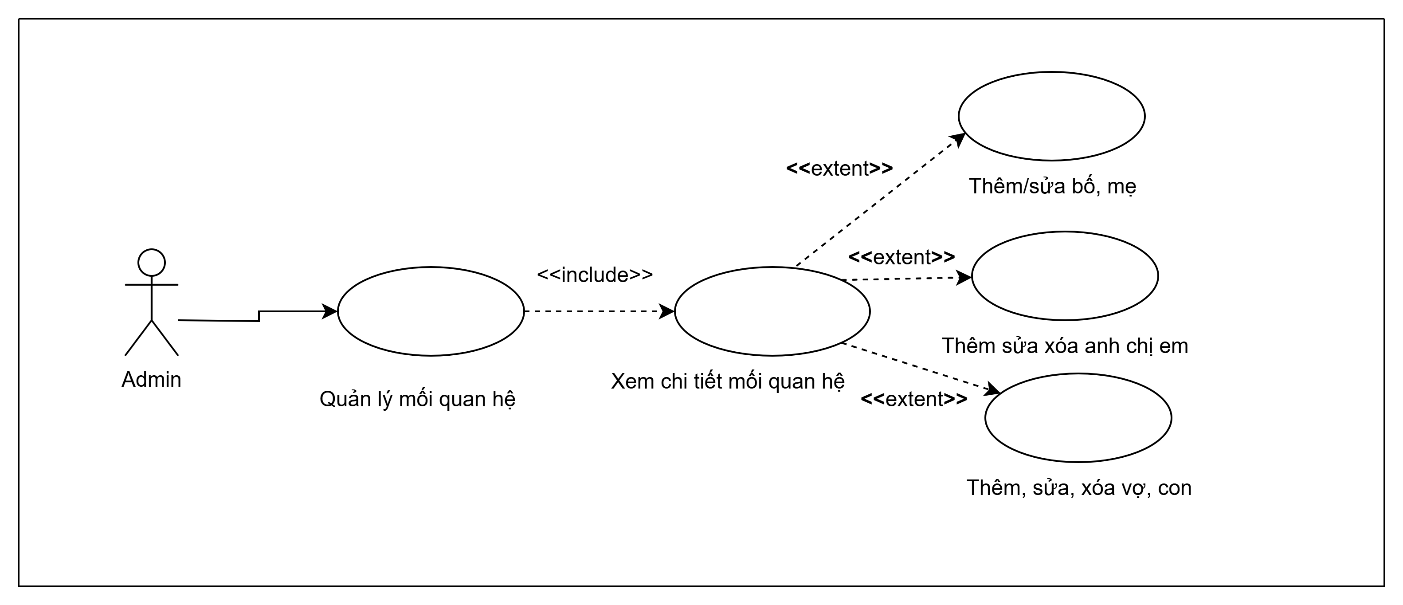 <<extent>>
Thêm/sửa bố, mẹ
<<extent>>
<<include>>
Thêm sửa xóa anh chị em
Admin
Quản lý mối quan hệ
Xem chi tiết mối quan hệ
<<extent>>
Thêm, sửa, xóa vợ, con